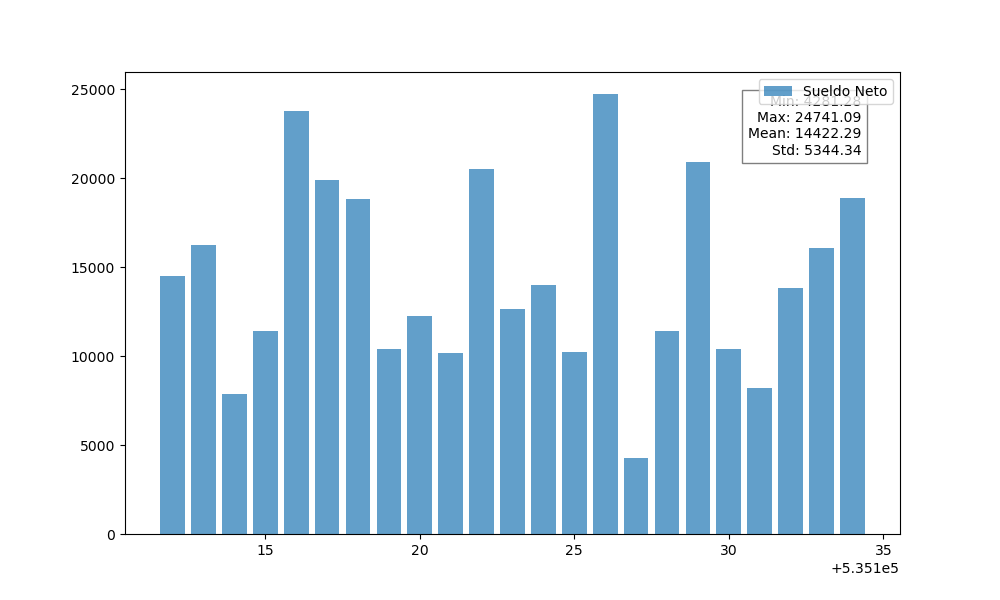 25000
20000
15000
10000
5000
0
15
20
25
30
35
+5.351e5
Sueldo Neto
Min: 4281.28
Max: 24741.09
Mean: 14422.29
Std: 5344.34